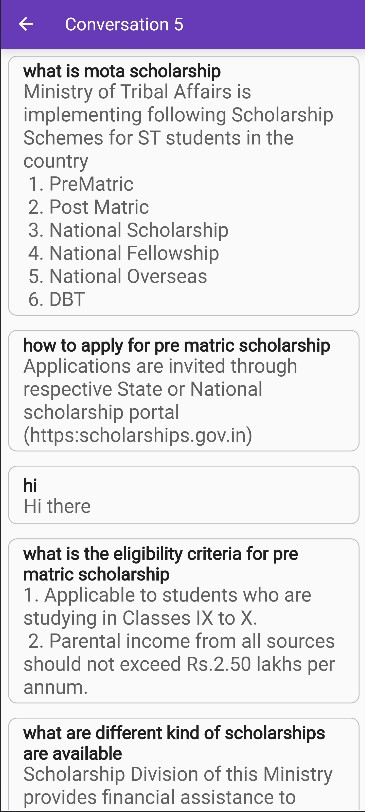 Conversation 5
what is mota scholarship
Ministry of Tribal Affairs is
implementing following Scholarship
Schemes for ST students in the
country
1. PreMatric
2. Post Matric
3. National Scholarship
4. National Fellowship
5. National Overseas
6. DBT
how to apply for pre matric scholarship
Applications are invited through
respective State or National
scholarship portal
(https:scholarships.gov.in)
hi
Hi there
what is the eligibility criteria for pre
matric scholarship
1. Applicable to students who are
studying in Classes IX to X.
2. Parental income from all sources
should not exceed Rs.2.50 lakhs per
annum.
what are different kind of scholarships
are available
Scholarship Division of this Ministry
provides financial assistance to